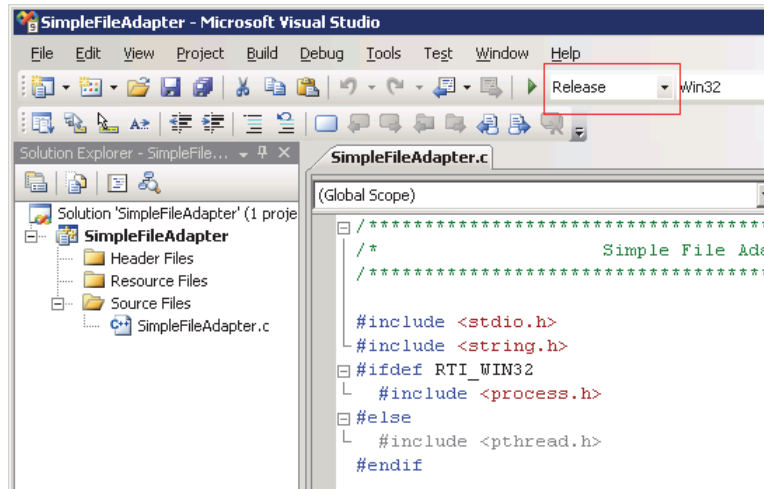 SimpleFileAdapter - Microsoft Visual Studio
File Edit View Project Build Debug Tools Test Window Help
Release Win32
Solution Explorer - SimpleFile...
SimpleFileAdapter.c
(Global Scope)
Solution 'SimpleFileAdapter' (1 proje
SimpleFileAdapter
Header Files
Resource Files
Source Files
SimpleFileAdapter.c
/******************************
/* Simple File Ada
/******************************
#include <stdio.h>
#include <string.h>
#ifdef RTI_WIN32
#include <process.h>
#else
#include <pthread.h>
#endif